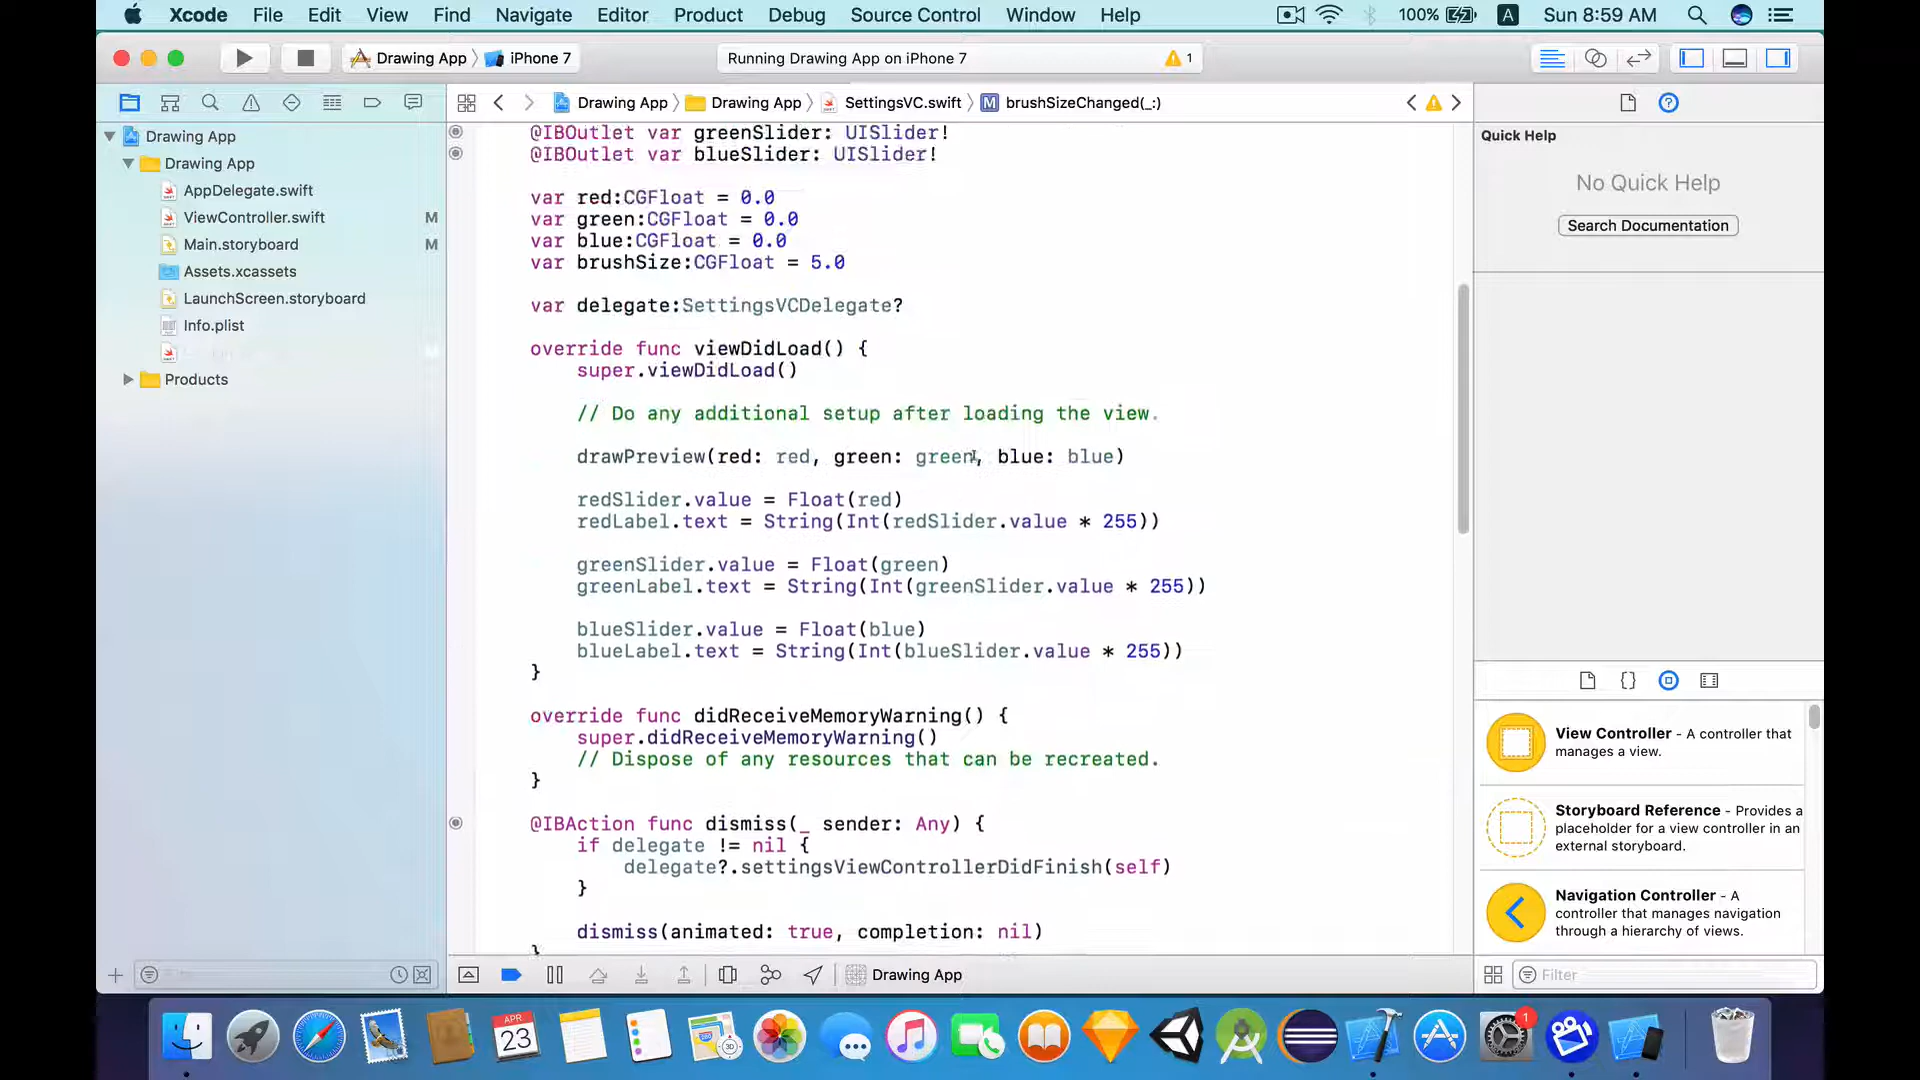 Xcode File Edit View Find Navigate Editor Product Debug Source Control Window Help 100% A Sun 8:59 AM
Drawing App 〉 iPhone 7
Running Drawing App on iPhone 7
1
Drawing App 〉 Drawing App 〉 SettingsVC.swift 〉 M brushSizeChanged(_:)
Drawing App
Drawing App
AppDelegate.swift
ViewController.swift M
Main.storyboard M
Assets.xcassets
LaunchScreen.storyboard
Info.plist
Products
@IBOutlet var greenSlider: UISlider!
@IBOutlet var blueSlider: UISlider!
var red:CGFloat = 0.0
var green:CGFloat = 0.0
var blue:CGFloat = 0.0
var brushSize:CGFloat = 5.0
var delegate:SettingsVCDelegate?
override func viewDidLoad() {
super.viewDidLoad()
// Do any additional setup after loading the view.
drawPreview(red: red, green: green, blue: blue)
redSlider.value = Float(red)
redLabel.text = String(Int(redSlider.value * 255))
greenSlider.value = Float(green)
greenLabel.text = String(Int(greenSlider.value * 255))
blueSlider.value = Float(blue)
blueLabel.text = String(Int(blueSlider.value * 255))
}
override func didReceiveMemoryWarning() {
super.didReceiveMemoryWarning()
// Dispose of any resources that can be recreated.
}
@IBAction func dismiss(_ sender: Any) {
if delegate != nil {
delegate?.settingsViewControllerDidFinish(self)
}
dismiss(animated: true, completion: nil)
}
Drawing App
Quick Help
No Quick Help
Search Documentation
View Controller - A controller that
manages a view.
Storyboard Reference - Provides a
placeholder for a view controller in an
external storyboard.
Navigation Controller - A
controller that manages navigation
through a hierarchy of views.
Filter
APR
23
3D
1